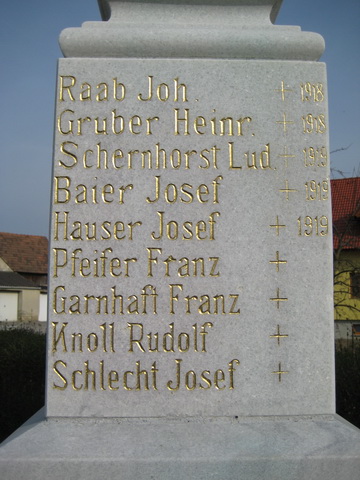 Raab Joh. + 1918
Gruber Heinr. + 1918
Schernhorst Lud. + 1919
Baier Josef + 1919
Hauser Josef + 1919
Pfeifer Franz +
Garnhaft Franz +
Knoll Rudolf +
Schlecht Josef +